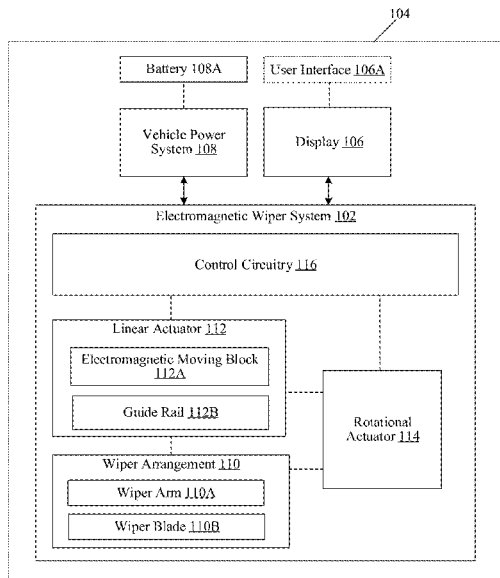 104
Battery 108A
User Interface 106A
Vehicle Power
System 108
Display 106
Electromagnetic Wiper System 102
Control Circuitry 116
Linear Actuator 112
Electromagnetic Moving Block
112A
Guide Rail 112B
Rotational
Actuator 114
Wiper Arrangement 110
Wiper Arm 110A
Wiper Blade 110B